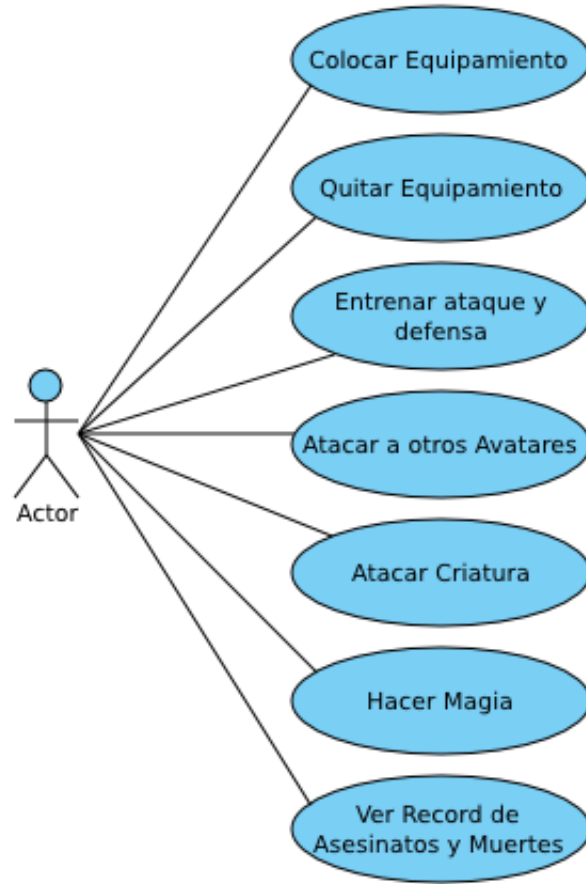 Colocar Equipamiento
Quitar Equipamiento
Entrenar ataque y
defensa
Atacar a otros Avatares
Actor
Atacar Criatura
Hacer Magia
Ver Record de
Asesinatos y Muertes